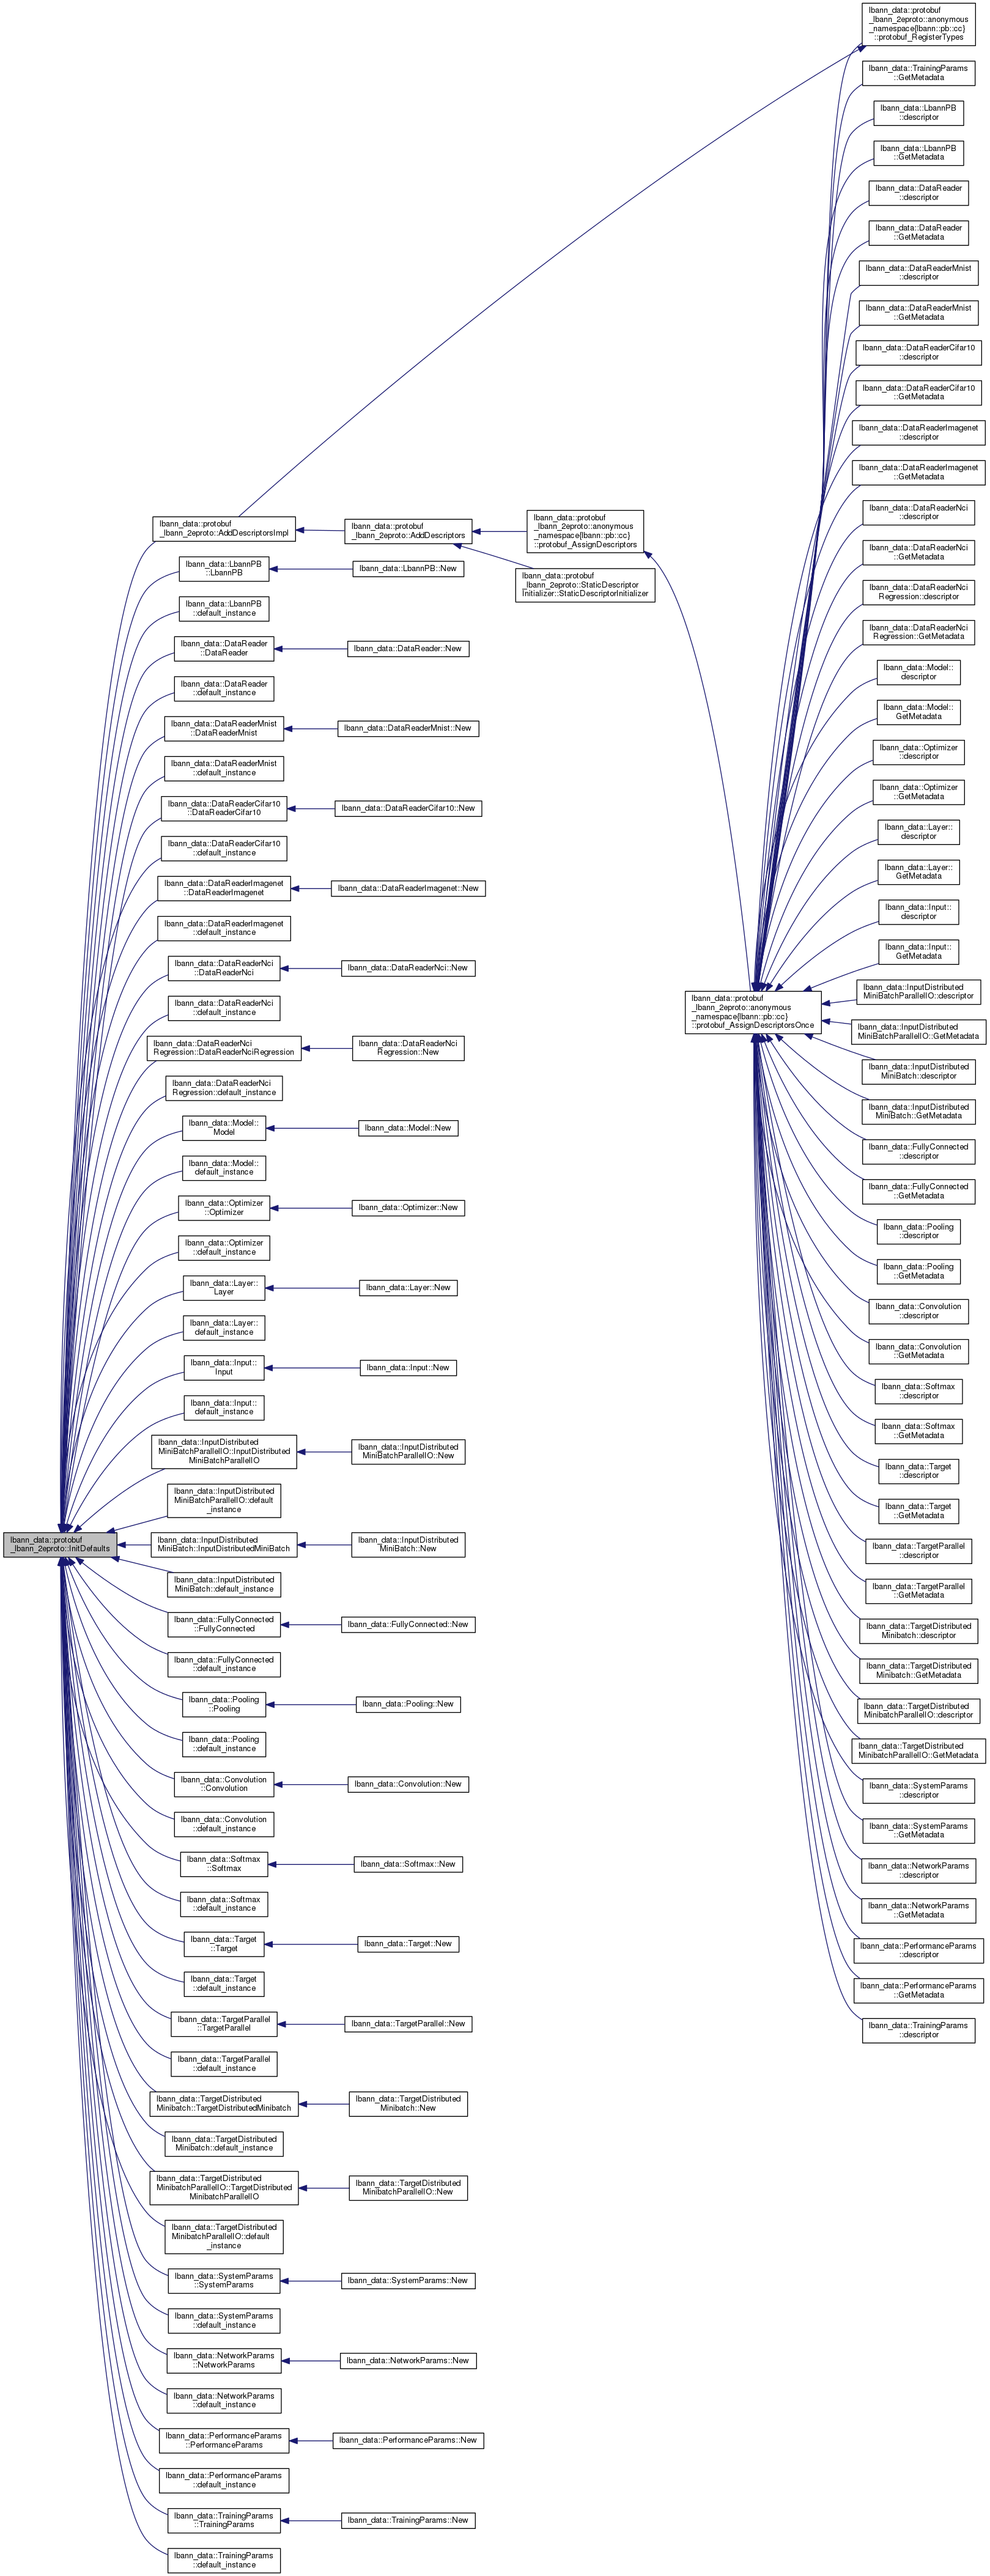 lbann_data::protobuf
_lbann_2eproto::InitDefaults
lbann_data::protobuf
_lbann_2eproto::AddDescriptorsImpl
lbann_data::LbannPB
::LbannPB
lbann_data::LbannPB
::default_instance
lbann_data::DataReader
::DataReader
lbann_data::DataReader
::default_instance
lbann_data::DataReaderMnist
::DataReaderMnist
lbann_data::DataReaderMnist
::default_instance
lbann_data::DataReaderCifar10
::DataReaderCifar10
lbann_data::DataReaderCifar10
::default_instance
lbann_data::DataReaderImagenet
::DataReaderImagenet
lbann_data::DataReaderImagenet
::default_instance
lbann_data::DataReaderNci
::DataReaderNci
lbann_data::DataReaderNci
::default_instance
lbann_data::DataReaderNci
Regression::DataReaderNciRegression
lbann_data::DataReaderNci
Regression::default_instance
lbann_data::Model::
Model
lbann_data::Model::
default_instance
lbann_data::Optimizer
::Optimizer
lbann_data::Optimizer
::default_instance
lbann_data::Layer::
Layer
lbann_data::Layer::
default_instance
lbann_data::Input::
Input
lbann_data::Input::
default_instance
lbann_data::InputDistributed
MiniBatchParallelIO::InputDistributed
MiniBatchParallelIO
lbann_data::InputDistributed
MiniBatchParallelIO::default
_instance
lbann_data::InputDistributed
MiniBatch::InputDistributedMiniBatch
lbann_data::InputDistributed
MiniBatch::default_instance
lbann_data::FullyConnected
::FullyConnected
lbann_data::FullyConnected
::default_instance
lbann_data::Pooling
::Pooling
lbann_data::Pooling
::default_instance
lbann_data::Convolution
::Convolution
lbann_data::Convolution
::default_instance
lbann_data::Softmax
::Softmax
lbann_data::Softmax
::default_instance
lbann_data::Target
::Target
lbann_data::Target
::default_instance
lbann_data::TargetParallel
::TargetParallel
lbann_data::TargetParallel
::default_instance
lbann_data::TargetDistributed
Minibatch::TargetDistributedMinibatch
lbann_data::TargetDistributed
Minibatch::default_instance
lbann_data::TargetDistributed
MinibatchParallelIO::TargetDistributed
MinibatchParallelIO
lbann_data::TargetDistributed
MinibatchParallelIO::default
_instance
lbann_data::SystemParams
::SystemParams
lbann_data::SystemParams
::default_instance
lbann_data::NetworkParams
::NetworkParams
lbann_data::NetworkParams
::default_instance
lbann_data::PerformanceParams
::PerformanceParams
lbann_data::PerformanceParams
::default_instance
lbann_data::TrainingParams
::TrainingParams
lbann_data::TrainingParams
::default_instance
lbann_data::protobuf
_lbann_2eproto::AddDescriptors
lbann_data::LbannPB::New
lbann_data::DataReader::New
lbann_data::DataReaderMnist::New
lbann_data::DataReaderCifar10::New
lbann_data::DataReaderImagenet::New
lbann_data::DataReaderNci::New
lbann_data::DataReaderNci
Regression::New
lbann_data::Model::New
lbann_data::Optimizer::New
lbann_data::Layer::New
lbann_data::Input::New
lbann_data::InputDistributed
MiniBatchParallelIO::New
lbann_data::InputDistributed
MiniBatch::New
lbann_data::FullyConnected::New
lbann_data::Pooling::New
lbann_data::Convolution::New
lbann_data::Softmax::New
lbann_data::Target::New
lbann_data::TargetParallel::New
lbann_data::TargetDistributed
Minibatch::New
lbann_data::TargetDistributed
MinibatchParallelIO::New
lbann_data::SystemParams::New
lbann_data::NetworkParams::New
lbann_data::PerformanceParams::New
lbann_data::TrainingParams::New
lbann_data::protobuf
_lbann_2eproto::anonymous
_namespace{lbann::pb::cc}
::protobuf_AssignDescriptors
lbann_data::protobuf
_lbann_2eproto::StaticDescriptor
Initializer::StaticDescriptorInitializer
lbann_data::protobuf
_lbann_2eproto::anonymous
_namespace{lbann::pb::cc}
::protobuf_AssignDescriptorsOnce
lbann_data::protobuf
_lbann_2eproto::anonymous
_namespace{lbann::pb::cc}
::protobuf_RegisterTypes
lbann_data::TrainingParams
::GetMetadata
lbann_data::LbannPB
::descriptor
lbann_data::LbannPB
::GetMetadata
lbann_data::DataReader
::descriptor
lbann_data::DataReader
::GetMetadata
lbann_data::DataReaderMnist
::descriptor
lbann_data::DataReaderMnist
::GetMetadata
lbann_data::DataReaderCifar10
::descriptor
lbann_data::DataReaderCifar10
::GetMetadata
lbann_data::DataReaderImagenet
::descriptor
lbann_data::DataReaderImagenet
::GetMetadata
lbann_data::DataReaderNci
::descriptor
lbann_data::DataReaderNci
::GetMetadata
lbann_data::DataReaderNci
Regression::descriptor
lbann_data::DataReaderNci
Regression::GetMetadata
lbann_data::Model::
descriptor
lbann_data::Model::
GetMetadata
lbann_data::Optimizer
::descriptor
lbann_data::Optimizer
::GetMetadata
lbann_data::Layer::
descriptor
lbann_data::Layer::
GetMetadata
lbann_data::Input::
descriptor
lbann_data::Input::
GetMetadata
lbann_data::InputDistributed
MiniBatchParallelIO::descriptor
lbann_data::InputDistributed
MiniBatchParallelIO::GetMetadata
lbann_data::InputDistributed
MiniBatch::descriptor
lbann_data::InputDistributed
MiniBatch::GetMetadata
lbann_data::FullyConnected
::descriptor
lbann_data::FullyConnected
::GetMetadata
lbann_data::Pooling
::descriptor
lbann_data::Pooling
::GetMetadata
lbann_data::Convolution
::descriptor
lbann_data::Convolution
::GetMetadata
lbann_data::Softmax
::descriptor
lbann_data::Softmax
::GetMetadata
lbann_data::Target
::descriptor
lbann_data::Target
::GetMetadata
lbann_data::TargetParallel
::descriptor
lbann_data::TargetParallel
::GetMetadata
lbann_data::TargetDistributed
Minibatch::descriptor
lbann_data::TargetDistributed
Minibatch::GetMetadata
lbann_data::TargetDistributed
MinibatchParallelIO::descriptor
lbann_data::TargetDistributed
MinibatchParallelIO::GetMetadata
lbann_data::SystemParams
::descriptor
lbann_data::SystemParams
::GetMetadata
lbann_data::NetworkParams
::descriptor
lbann_data::NetworkParams
::GetMetadata
lbann_data::PerformanceParams
::descriptor
lbann_data::PerformanceParams
::GetMetadata
lbann_data::TrainingParams
::descriptor